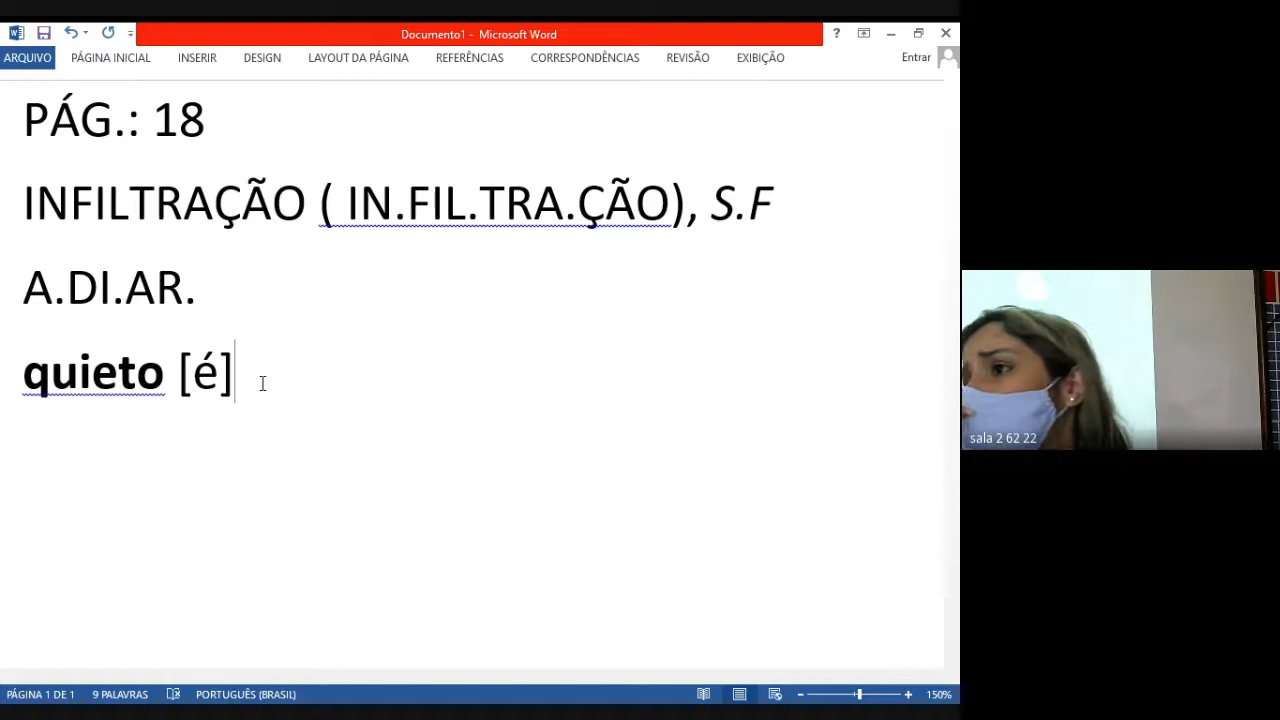 Documento1 - Microsoft Word
?
ARQUIVO PÁGINA INICIAL INSERIR DESIGN LAYOUT DA PÁGINA REFERÊNCIAS CORRESPONDÊNCIAS REVISÃO EXIBIÇÃO Entrar
PÁG.: 18
INFILTRAÇÃO ( IN.FIL.TRA.ÇÃO), S.F
A.DI.AR.
quieto [é]
sala 2 62 22
PÁGINA 1 DE 1 9 PALAVRAS PORTUGUÊS (BRASIL) 150%